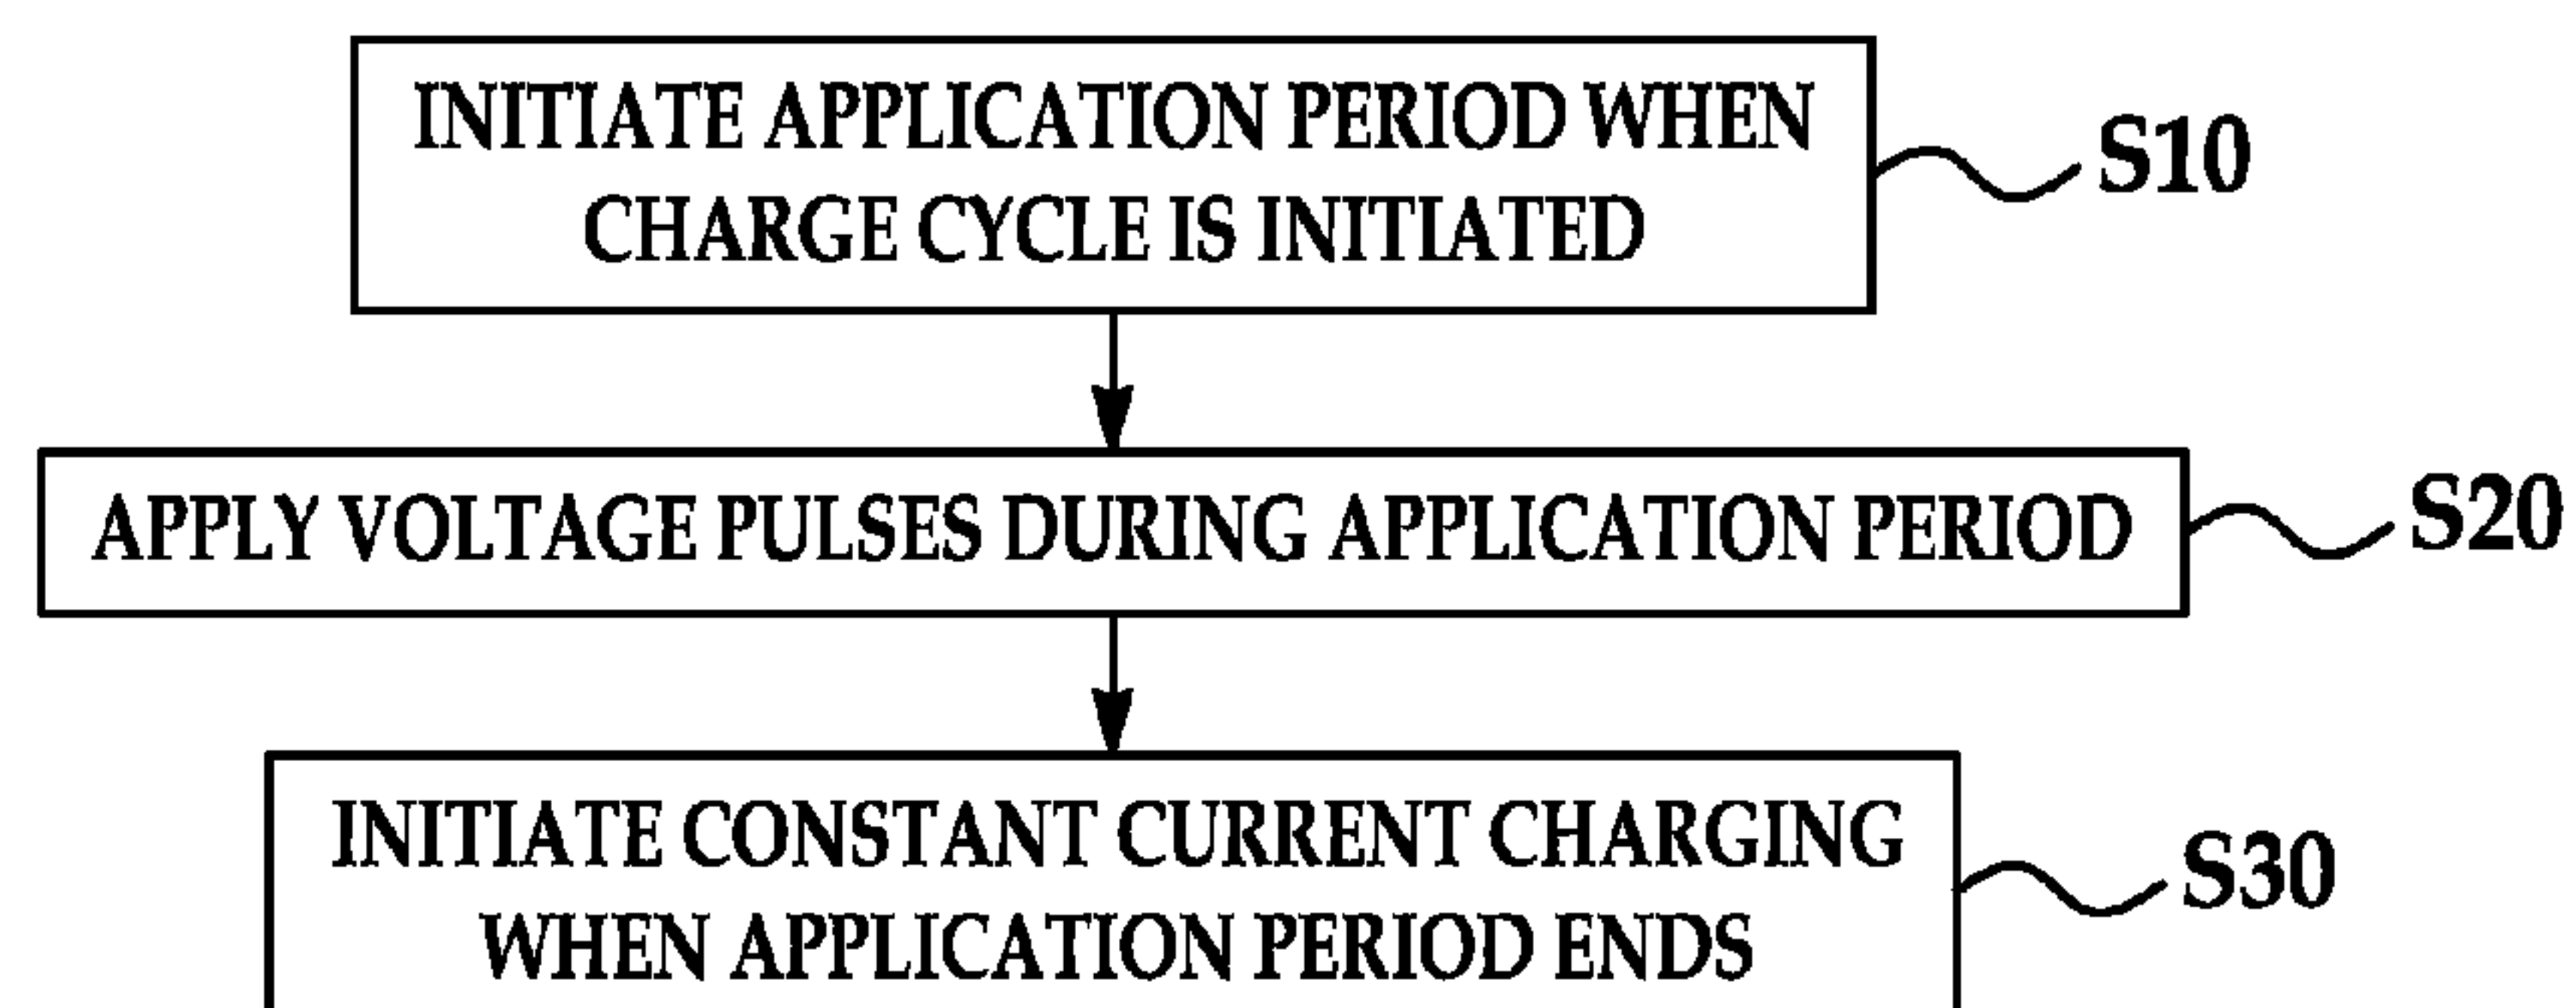 INITIATE APPLICATION PERIOD WHEN
CHARGE CYCLE IS INITIATED
S10
APPLY VOLTAGE PULSES DURING APPLICATION PERIOD
S20
INITIATE CONSTANT CURRENT CHARGING
WHEN APPLICATION PERIOD ENDS
S30